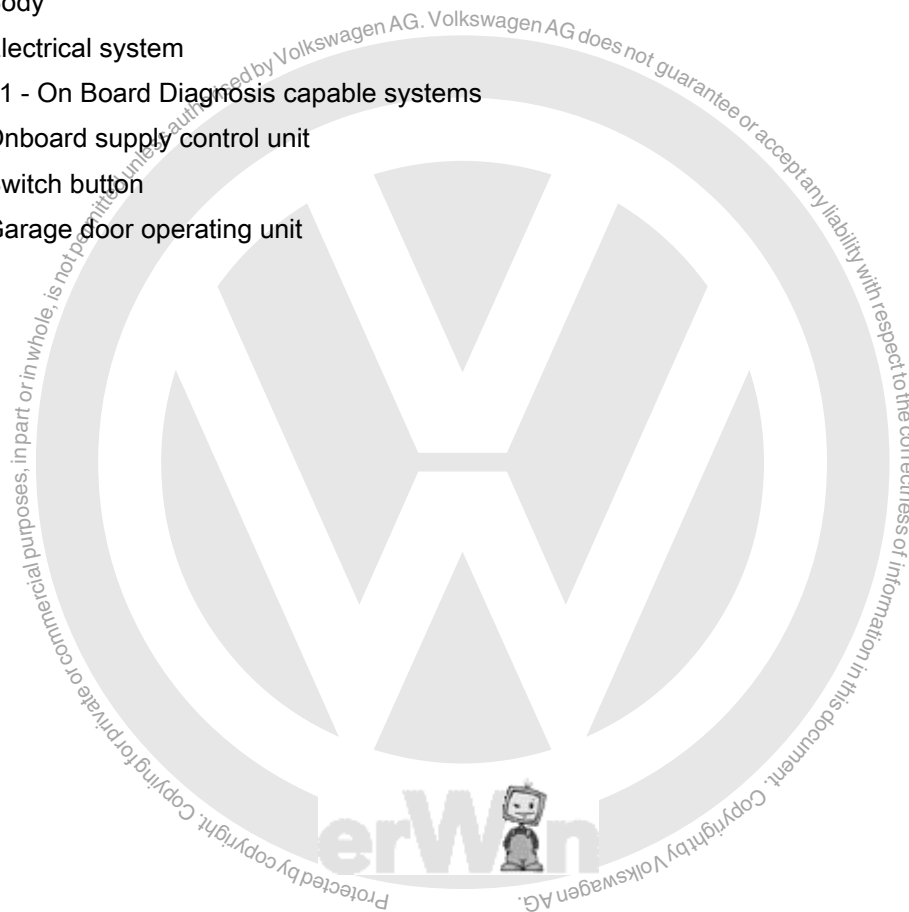 Body
Electrical system
1 - On Board Diagnosis capable systems
Onboard supply control unit
Switch button
Garage door operating unit
Protected by copyright. Copying for private or commercial purposes, in part or in whole, is not permitted unless authorised by Volkswagen AG. Volkswagen AG does not guarantee or accept any liability with respect to the correctness of information in this document. Copyright by Volkswagen AG.
erWin